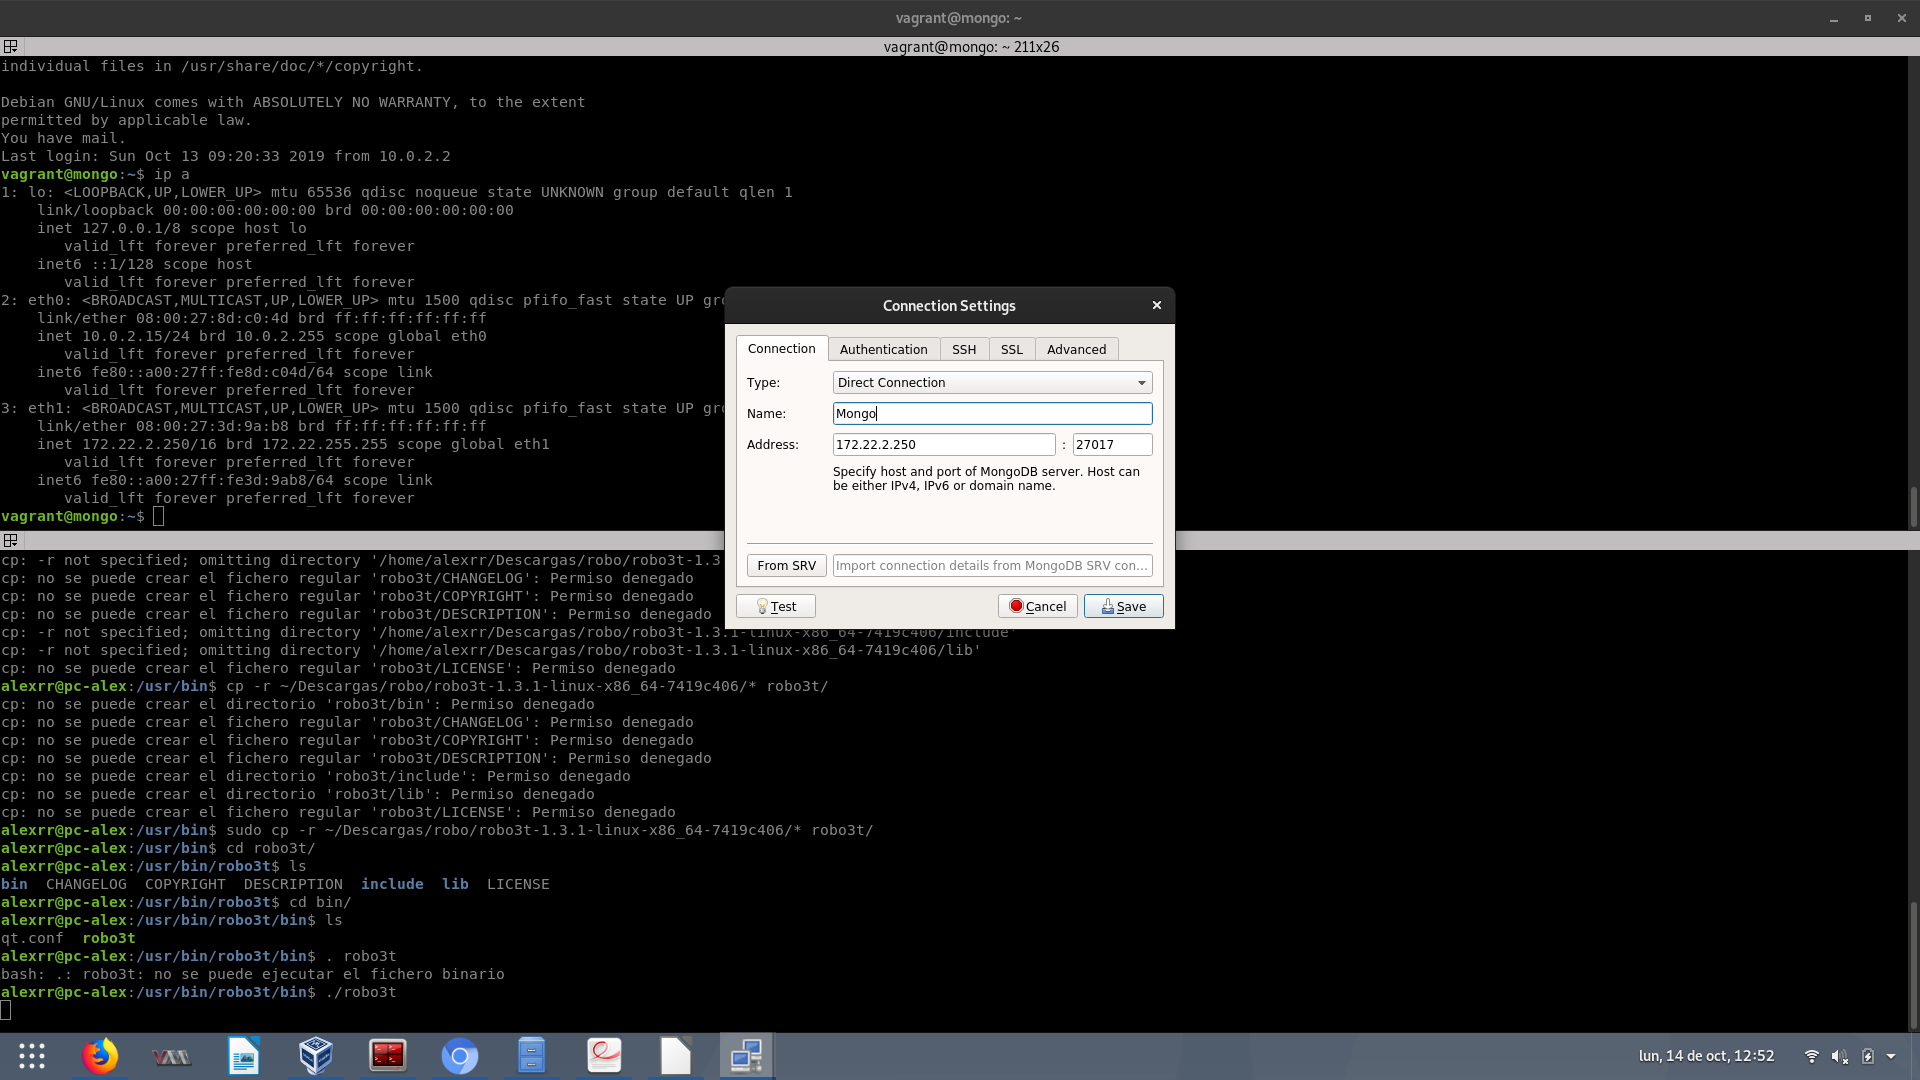 vagrant@mongo: ~
vagrant@mongo: ~ 211x26
individual files in /usr/share/doc/*/copyright.
Debian GNU/Linux comes with ABSOLUTELY NO WARRANTY, to the extent
permitted by applicable law.
You have mail.
Last login: Sun Oct 13 09:20:33 2019 from 10.0.2.2
vagrant@mongo:~$ ip a
1: lo: <LOOPBACK,UP,LOWER_UP> mtu 65536 qdisc noqueue state UNKNOWN group default qlen 1
    link/loopback 00:00:00:00:00:00 brd 00:00:00:00:00:00
    inet 127.0.0.1/8 scope host lo
       valid_lft forever preferred_lft forever
    inet6 ::1/128 scope host
       valid_lft forever preferred_lft forever
2: eth0: <BROADCAST,MULTICAST,UP,LOWER_UP> mtu 1500 qdisc pfifo_fast state UP
    link/ether 08:00:27:8d:c0:4d brd ff:ff:ff:ff:ff:ff
    inet 10.0.2.15/24 brd 10.0.2.255 scope global eth0
       valid_lft forever preferred_lft forever
    inet6 fe80::a00:27ff:fe8d:c04d/64 scope link
       valid_lft forever preferred_lft forever
3: eth1: <BROADCAST,MULTICAST,UP,LOWER_UP> mtu 1500 qdisc pfifo_fast state UP
    link/ether 08:00:27:3d:9a:b8 brd ff:ff:ff:ff:ff:ff
    inet 172.22.2.250/16 brd 172.22.255.255 scope global eth1
       valid_lft forever preferred_lft forever
    inet6 fe80::a00:27ff:fe3d:9ab8/64 scope link
       valid_lft forever preferred_lft forever
vagrant@mongo:~$
Connection Settings
Connection Authentication SSH SSL Advanced
Type: Direct Connection
Name: Mongo
Address: 172.22.2.250 : 27017
Specify host and port of MongoDB server. Host can
be either IPv4, IPv6 or domain name.
From SRV Import connection details from MongoDB SRV con...
Test Cancel Save
cp: -r not specified; omitting directory '/home/alexrr/Descargas/robo/robo3t-1.3
cp: no se puede crear el fichero regular 'robo3t/CHANGELOG': Permiso denegado
cp: no se puede crear el fichero regular 'robo3t/COPYRIGHT': Permiso denegado
cp: no se puede crear el fichero regular 'robo3t/DESCRIPTION': Permiso denegado
cp: -r not specified; omitting directory '/home/alexrr/Descargas/robo/robo3t-1.3.1-linux-x86_64-7419c406/include'
cp: -r not specified; omitting directory '/home/alexrr/Descargas/robo/robo3t-1.3.1-linux-x86_64-7419c406/lib'
cp: no se puede crear el fichero regular 'robo3t/LICENSE': Permiso denegado
alexrr@pc-alex:/usr/bin$ cp -r ~/Descargas/robo/robo3t-1.3.1-linux-x86_64-7419c406/* robo3t/
cp: no se puede crear el directorio 'robo3t/bin': Permiso denegado
cp: no se puede crear el fichero regular 'robo3t/CHANGELOG': Permiso denegado
cp: no se puede crear el fichero regular 'robo3t/COPYRIGHT': Permiso denegado
cp: no se puede crear el fichero regular 'robo3t/DESCRIPTION': Permiso denegado
cp: no se puede crear el directorio 'robo3t/include': Permiso denegado
cp: no se puede crear el directorio 'robo3t/lib': Permiso denegado
cp: no se puede crear el fichero regular 'robo3t/LICENSE': Permiso denegado
alexrr@pc-alex:/usr/bin$ sudo cp -r ~/Descargas/robo/robo3t-1.3.1-linux-x86_64-7419c406/* robo3t/
alexrr@pc-alex:/usr/bin$ cd robo3t/
alexrr@pc-alex:/usr/bin/robo3t$ ls
bin  CHANGELOG  COPYRIGHT  DESCRIPTION  include  lib  LICENSE
alexrr@pc-alex:/usr/bin/robo3t$ cd bin/
alexrr@pc-alex:/usr/bin/robo3t/bin$ ls
qt.conf  robo3t
alexrr@pc-alex:/usr/bin/robo3t/bin$ . robo3t
bash: .: robo3t: no se puede ejecutar el fichero binario
alexrr@pc-alex:/usr/bin/robo3t/bin$ ./robo3t
lun, 14 de oct, 12:52